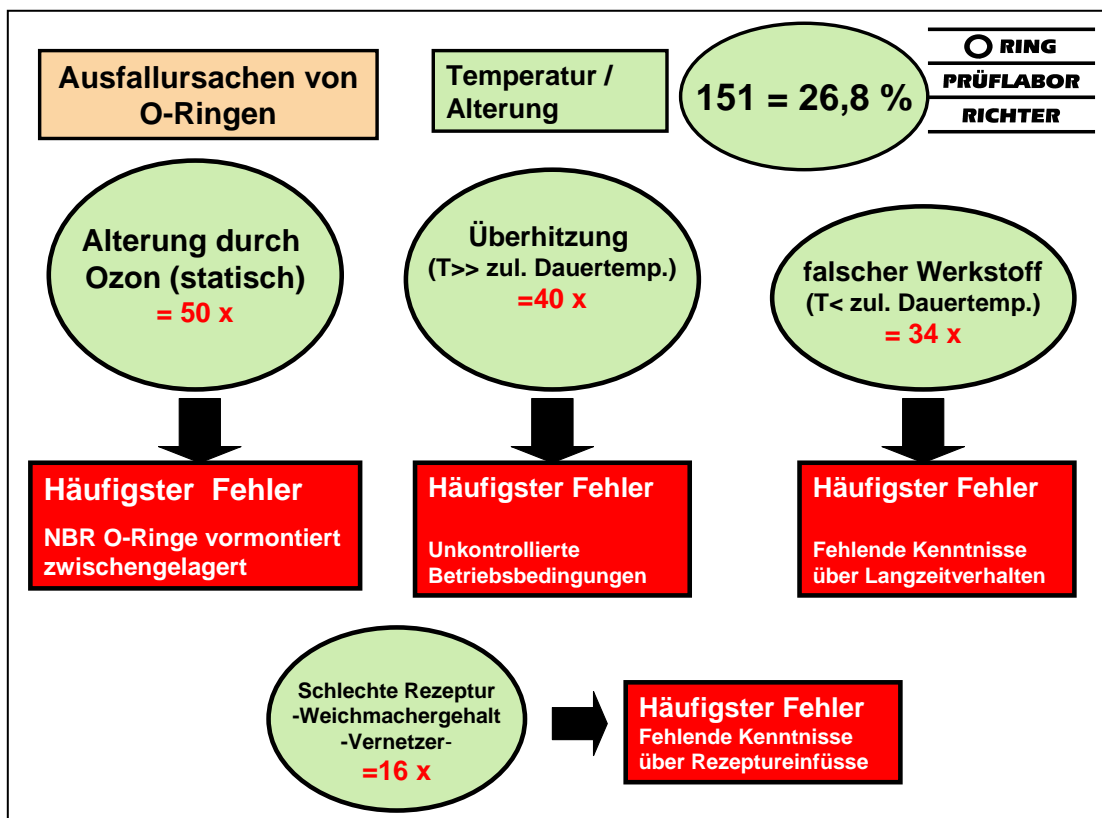 Ausfallursachen von
O-Ringen
Temperatur /
Alterung
151 = 26,8 %
O RING
PRÜFLABOR
RICHTER
Alterung durch
Ozon (statisch)
= 50 x
Überhitzung
(T>> zul. Dauertemp.)
=40 x
falscher Werkstoff
(T< zul. Dauertemp.)
= 34 x
Häufigster Fehler
NBR O-Ringe vormontiert
zwischengelagert
Häufigster Fehler
Unkontrollierte
Betriebsbedingungen
Häufigster Fehler
Fehlende Kenntnisse
über Langzeitverhalten
Schlechte Rezeptur
-Weichmachergehalt
-Vernetzer-
=16 x
Häufigster Fehler
Fehlende Kenntnisse
über Rezeptureinfüsse